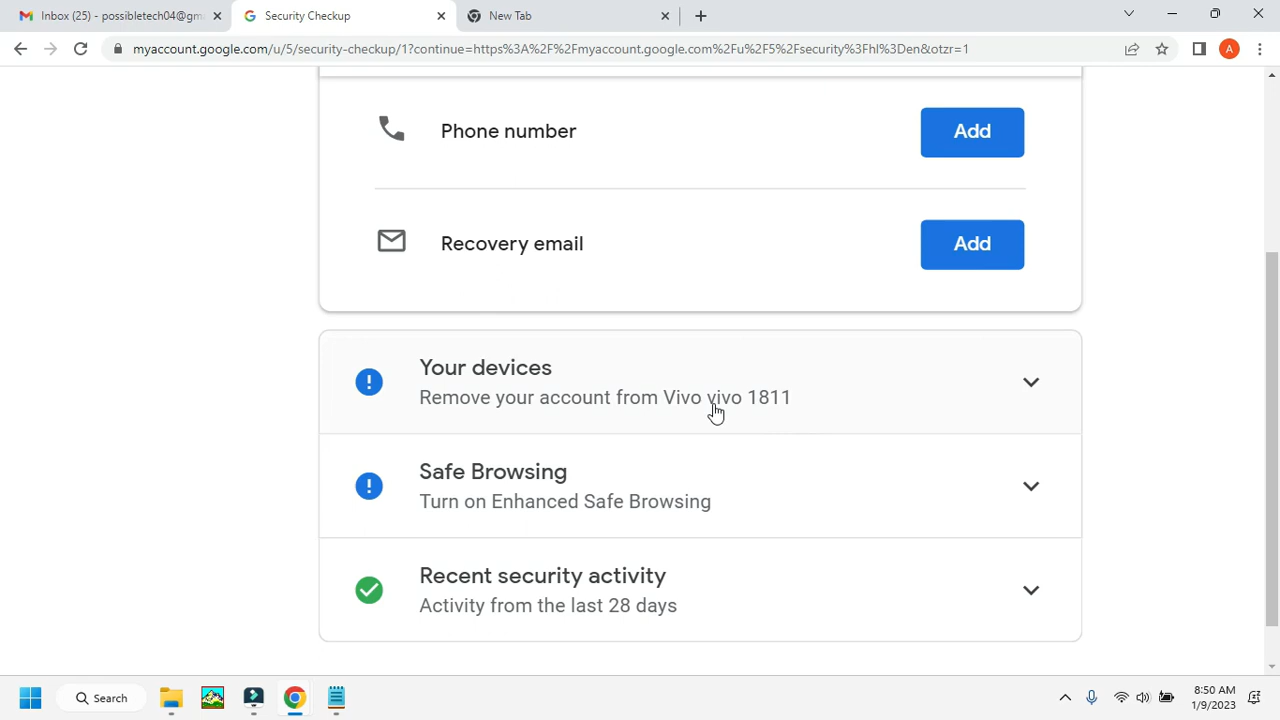 Inbox (25) - possibletech04@gm
Security Checkup
New Tab
myaccount.google.com/u/5/security-checkup/1?continue=https%3A%2F%2Fmyaccount.google.com%2Fu%2F5%2Fsecurity%3Fhl%3Den&otzr=1
A
Phone number
Add
Recovery email
Add
Your devices
Remove your account from Vivo vivo 1811
Safe Browsing
Turn on Enhanced Safe Browsing
Recent security activity
Activity from the last 28 days
Search
8:50 AM
1/9/2023